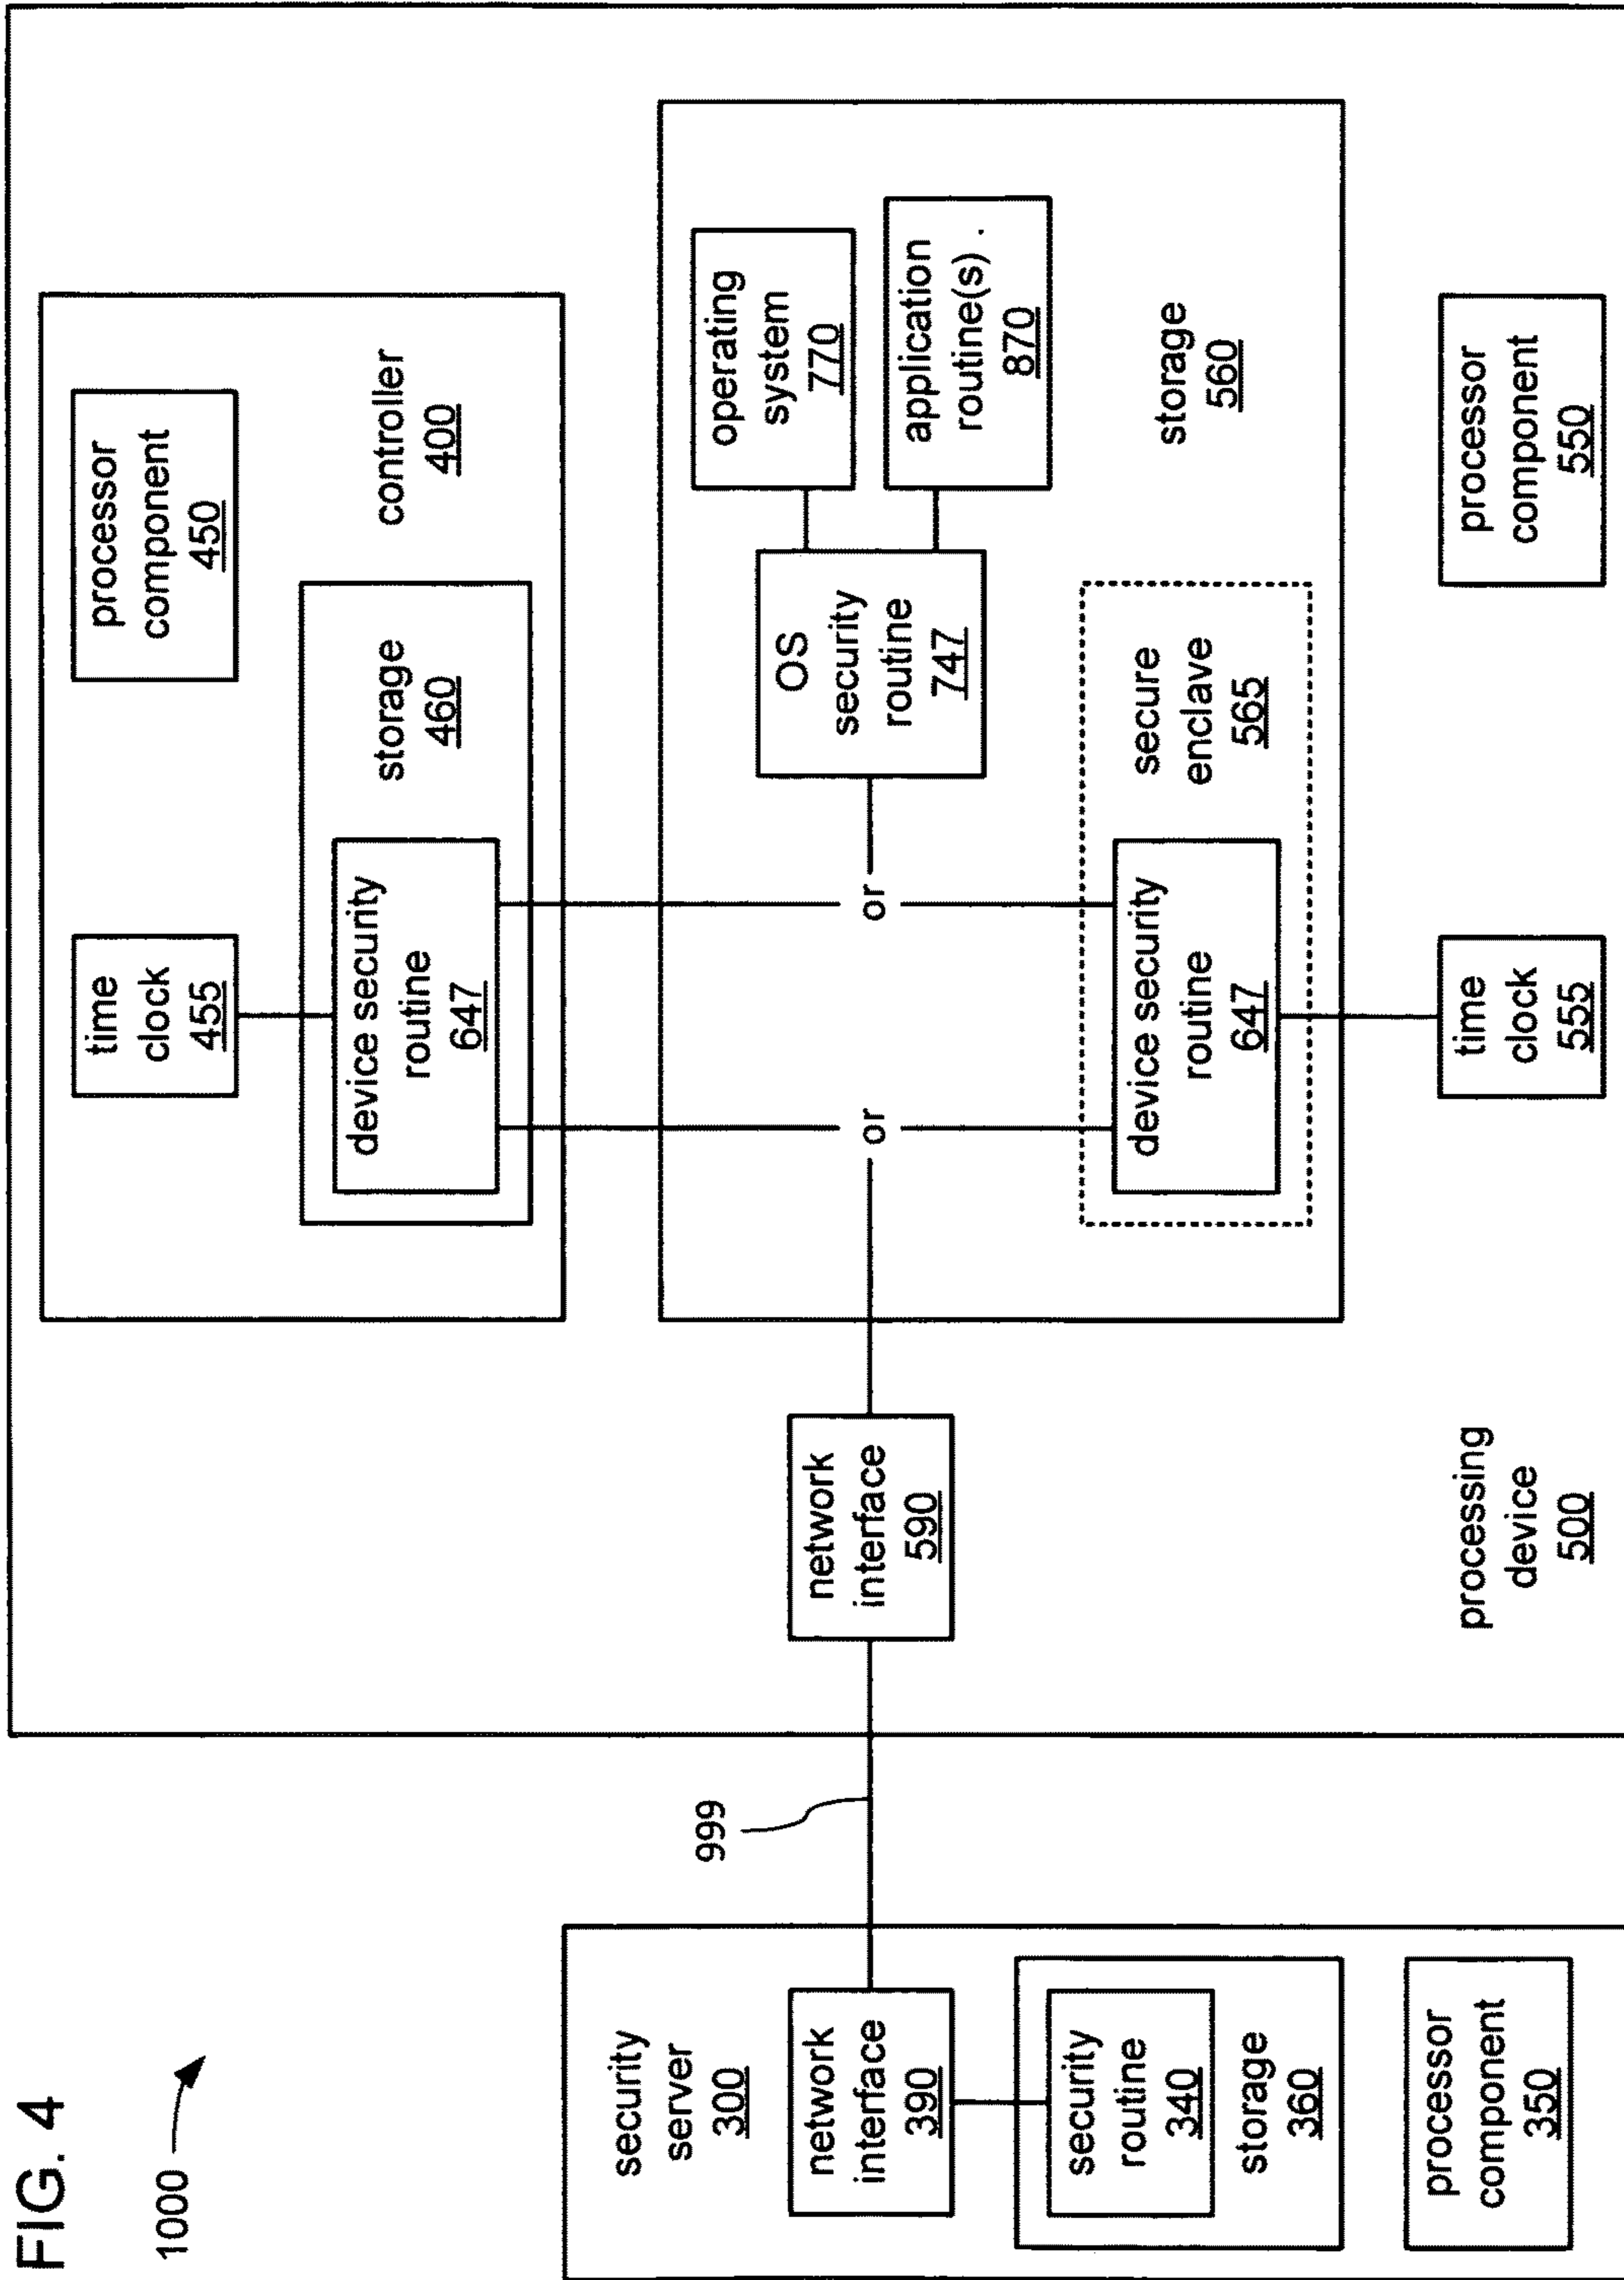 FIG. 4
1000
security
server
300
network
interface
390
security
routine
340
storage
360
processor
component
350
999
processing
device
500
network
interface
590
controller
400
time
clock
455
processor
component
450
storage
460
device security
routine
647
or
or
OS
security
routine
747
operating
system
770
application
routine(s) .
870
secure
enclave
565
device security
routine
647
storage
560
time
clock
555
processor
component
550